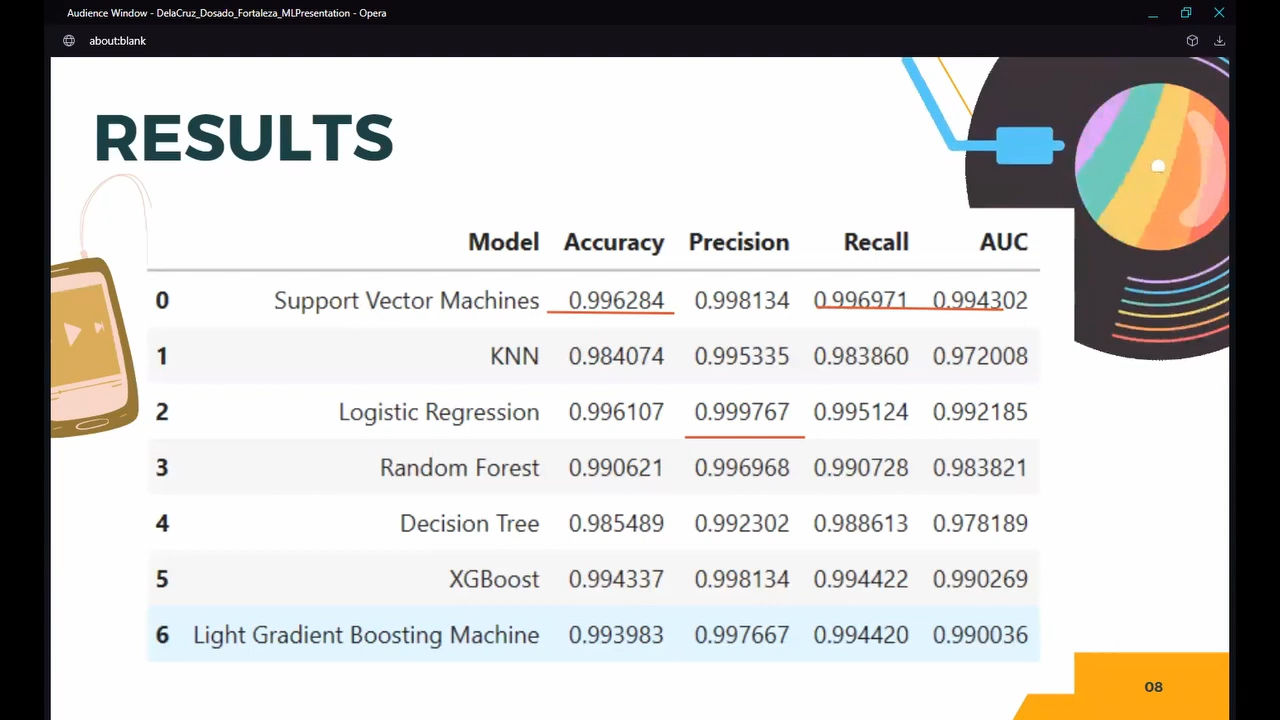 Audience Window - DelaCruz_Dosado_Fortaleza_MLPresentation - Opera
about:blank
RESULTS
Model Accuracy Precision Recall AUC
0 Support Vector Machines 0.996284 0.998134 0.996971 0.994302
1 KNN 0.984074 0.995335 0.983860 0.972008
2 Logistic Regression 0.996107 0.999767 0.995124 0.992185
3 Random Forest 0.990621 0.996968 0.990728 0.983821
4 Decision Tree 0.985489 0.992302 0.988613 0.978189
5 XGBoost 0.994337 0.998134 0.994422 0.990269
6 Light Gradient Boosting Machine 0.993983 0.997667 0.994420 0.990036
08